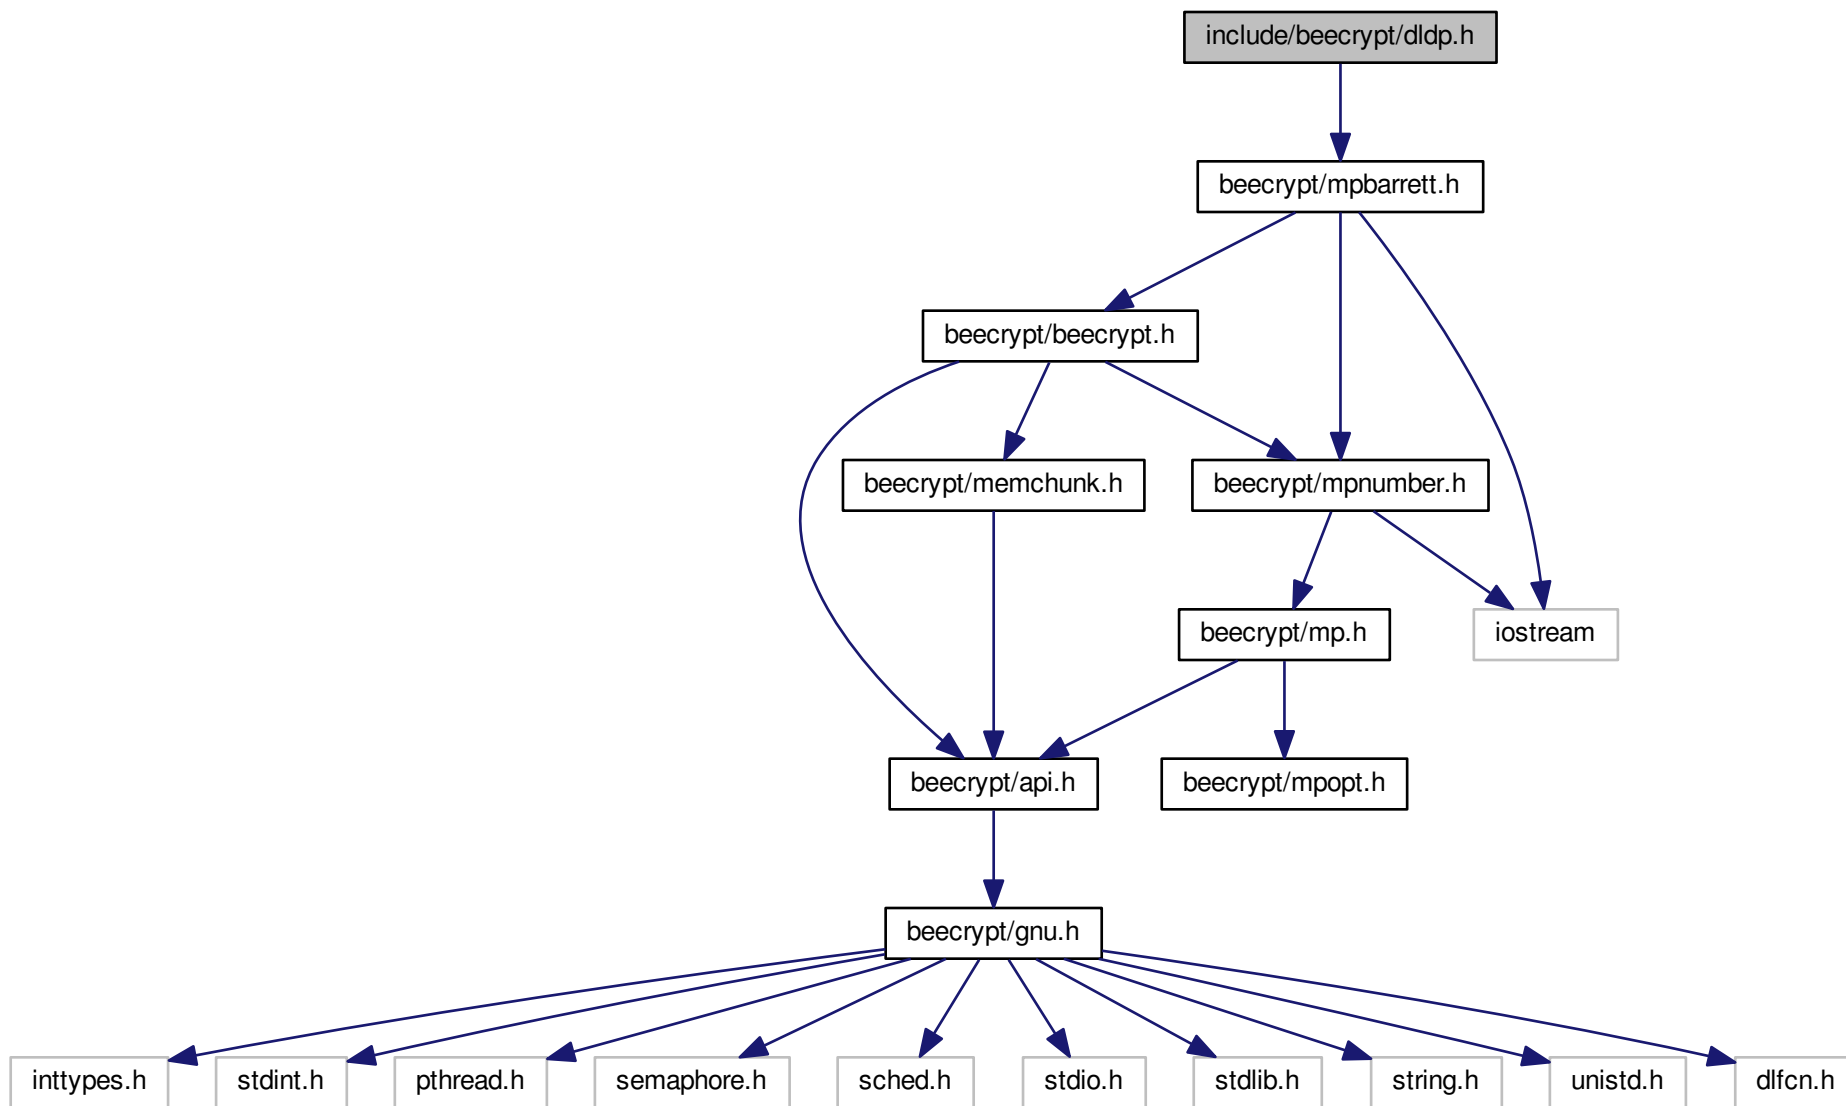 include/beecrypt/dldp.h
beecrypt/mpbarrett.h
beecrypt/beecrypt.h
beecrypt/memchunk.h
beecrypt/mpnumber.h
beecrypt/mp.h
iostream
beecrypt/api.h
beecrypt/mpopt.h
beecrypt/gnu.h
inttypes.h
stdint.h
pthread.h
semaphore.h
sched.h
stdio.h
stdlib.h
string.h
unistd.h
dlfcn.h